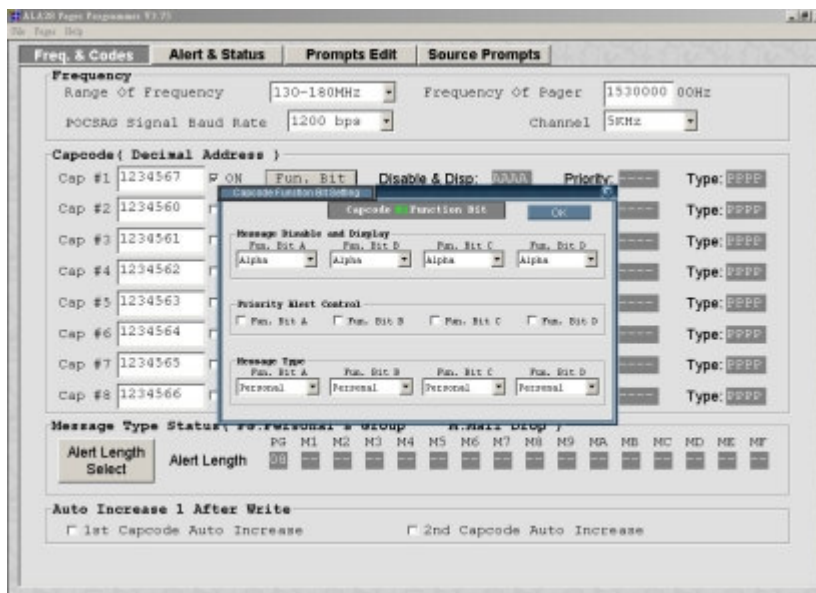 ALA20 Pager Programmer V3.75
File Pager Help
Freq. & Codes Alert & Status Prompts Edit Source Prompts
Frequency
Range Of Frequency 130-180MHz Frequency Of Pager 1530000 00Hz
POCSAG Signal Baud Rate 1200 bps Channel 5KHz
Capcode( Decimal Address )
Cap #1 1234567 ON Fun. Bit Disable & Disp: AAAA Priority: ---- Type: PPPP
Cap #2 1234560 ---- Type: PPPP
Cap #3 1234561 ---- Type: PPPP
Cap #4 1234562 ---- Type: PPPP
Cap #5 1234563 ---- Type: PPPP
Cap #6 1234564 ---- Type: PPPP
Cap #7 1234565 ---- Type: PPPP
Cap #8 1234566 ---- Type: PPPP
Capcode Function Bit Setting
Capcode Function Bit OK
Message Disable and Display
Fun. Bit A Fun. Bit B Fun. Bit C Fun. Bit D
Alpha Alpha Alpha Alpha
Priority Alert Control
Fun. Bit A Fun. Bit B Fun. Bit C Fun. Bit D
Message Type
Fun. Bit A Fun. Bit B Fun. Bit C Fun. Bit D
Personal Personal Personal Personal
Message Type Status( PG:Personal & Group M:Mail Drop )
PG M1 M2 M3 M4 M5 M6 M7 M8 M9 MA MB MC MD ME MF
Alert Length Select Alert Length 08 -- -- -- -- -- -- -- -- -- -- -- -- -- -- --
Auto Increase 1 After Write
1st Capcode Auto Increase 2nd Capcode Auto Increase